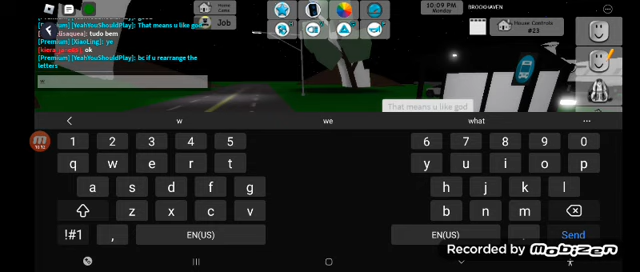 Home
10:09 PM
Monday
BROOKHAVEN
Job
House Controls
#23
[Premium] [YeahYouShouldPlay]: That means u like god
tudo bem
[Premium] [XiaoLing]: ye
ok
[Premium] [YeahYouShouldPlay]: bc if u rearrange the
letters
w
That means u like god
w we what
1 2 3 4 5 6 7 8 9 0
q w e r t y u i o p
a s d f g h j k l
z x c v b n m
!#1 , EN(US) EN(US) . Send
Recorded by MOBIZEN